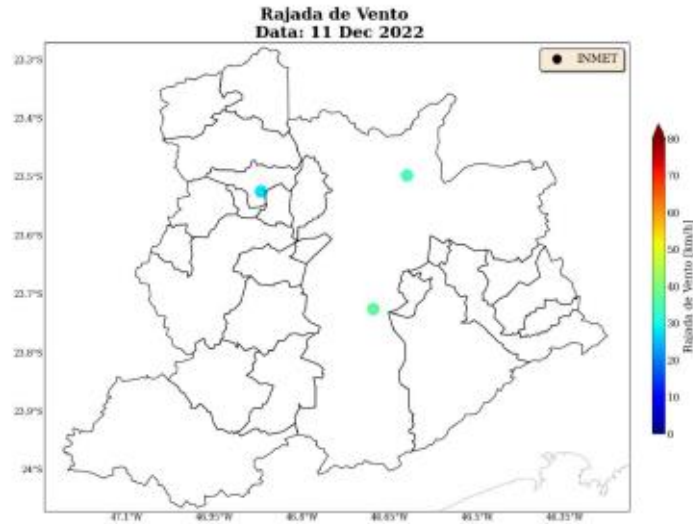 Rajada de Vento
Data: 11 Dec 2022
INMET
23.3°S
23.4°S
23.5°S
23.6°S
23.7°S
23.8°S
23.9°S
24°S
47.1°W
46.95°W
46.8°W
46.65°W
46.5°W
46.35°W
80
70
60
50
40
30
20
10
0
Rajada de Vento [km/h]